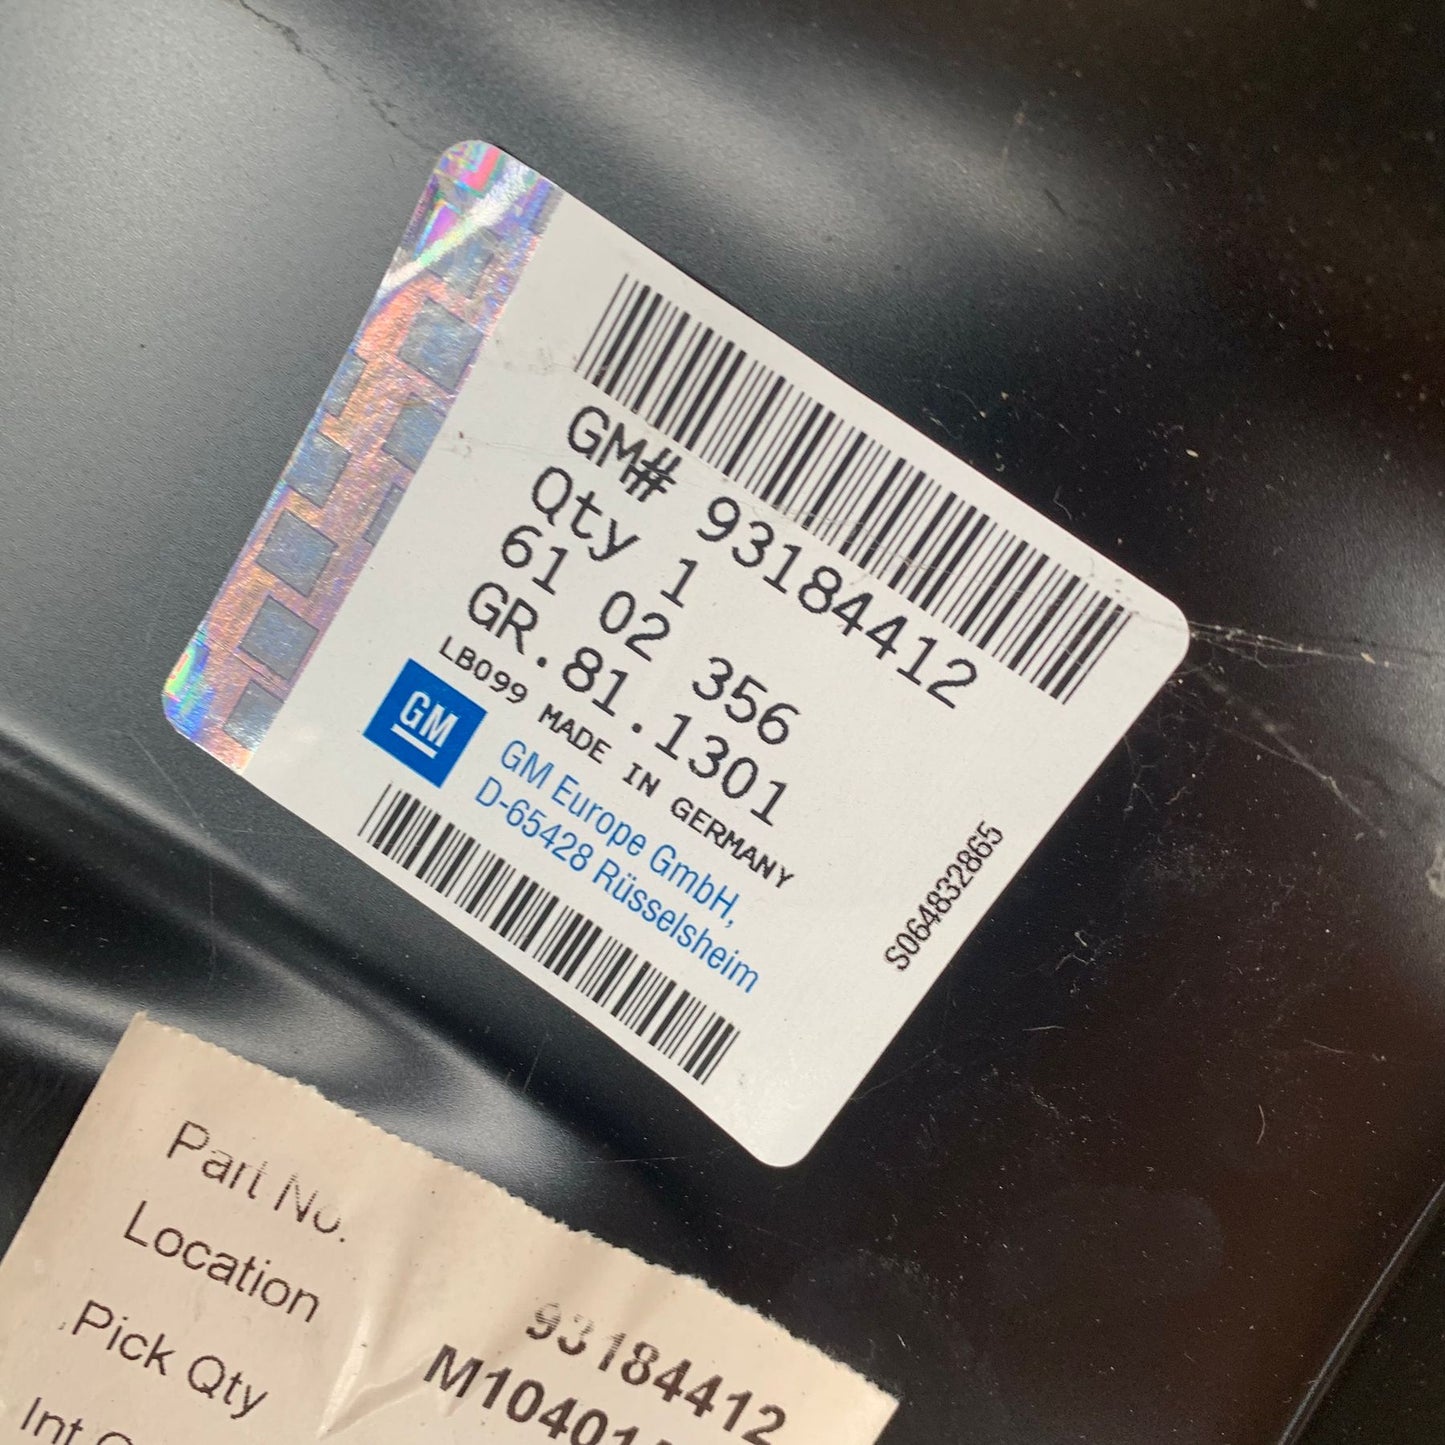 GM# 93184412
Qty 1
61 02 356
GR.81.1301
LB099 MADE IN GERMANY
GM
GM Europe GmbH,
D-65428 Rüsselsheim
S064832865
Part No.
93184412
Location
Pick Qty
Int